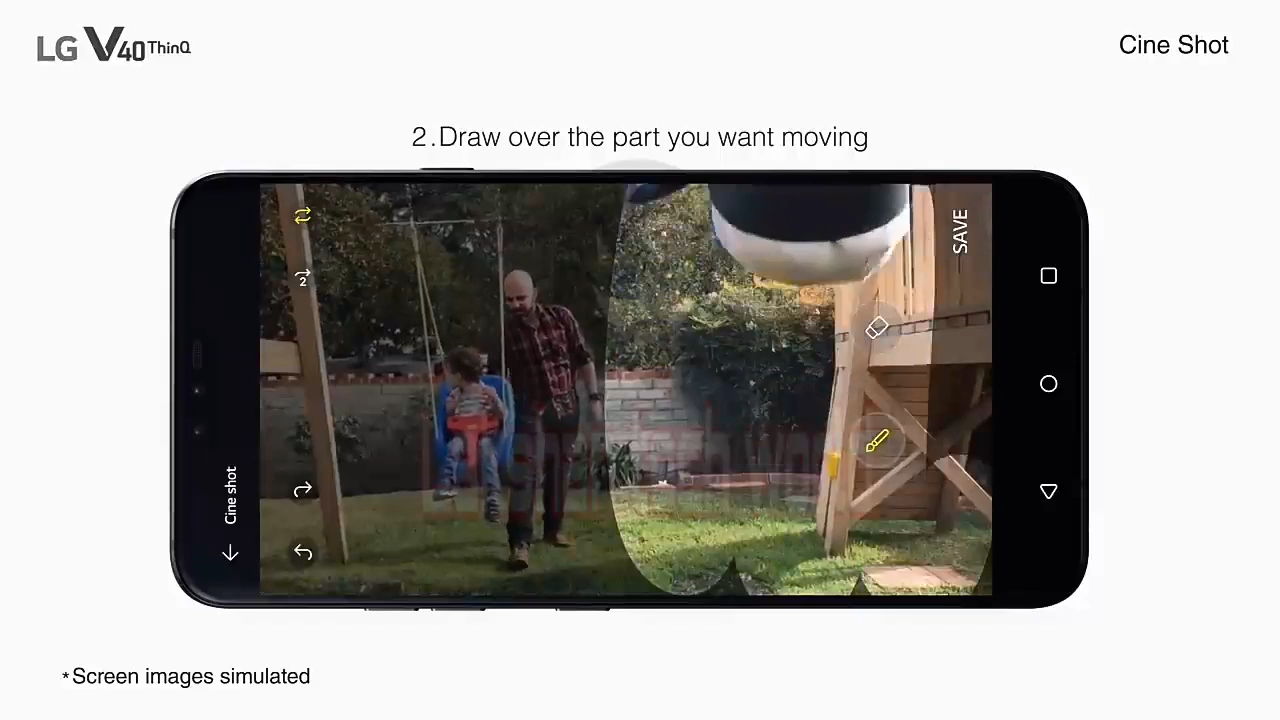 LG V40 ThinQ
Cine Shot
2.Draw over the part you want moving
SAVE
2
Cine shot
*Screen images simulated